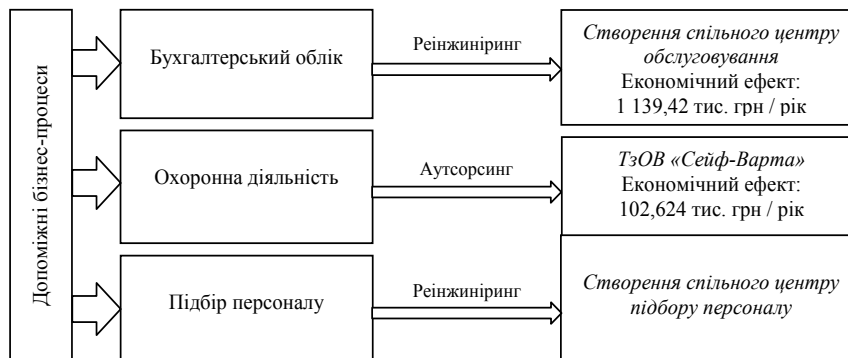 Допоміжні бізнес-процеси
Бухгалтерський облік
Реінжиніринг
Створення спільного центру
обслуговування
Економічний ефект:
1 139,42 тис. грн / рік
Охоронна діяльність
Аутсорсинг
ТзОВ «Сейф-Варта»
Економічний ефект:
102,624 тис. грн / рік
Підбір персоналу
Реінжиніринг
Створення спільного центру
підбору персоналу